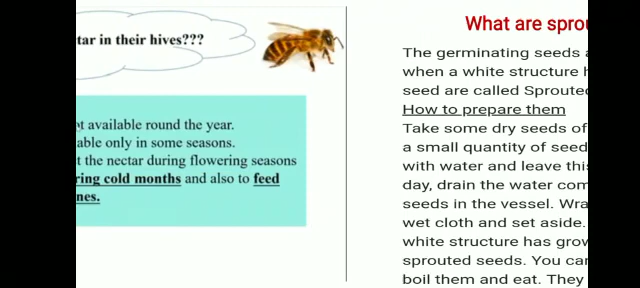 tar in their hives???
t available round the year.
able only in some seasons.
t the nectar during flowering seasons
ring cold months and also to feed
nes.
What are sprou
The germinating seeds a
when a white structure h
seed are called Sprouted
How to prepare them
Take some dry seeds of
a small quantity of seed
with water and leave this
day, drain the water com
seeds in the vessel. Wra
wet cloth and set aside.
white structure has grow
sprouted seeds. You can
boil them and eat. They